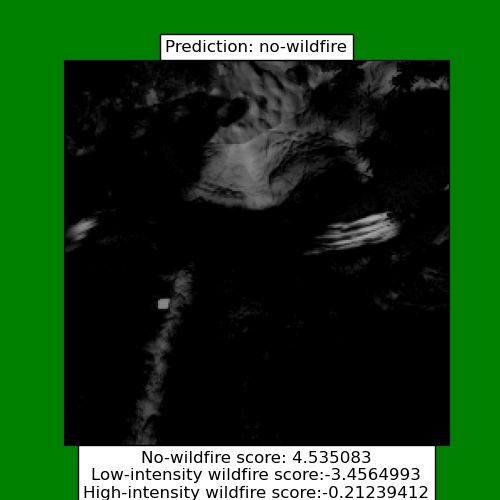 Prediction: no-wildfire
No-wildfire score: 4.535083
Low-intensity wildfire score:-3.4564993
High-intensity wildfire score:-0.21239412